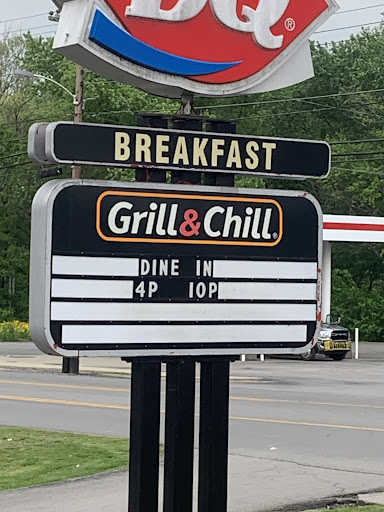 DQ®
BREAKFAST
Grill & Chill®
DINE IN
4P 10P